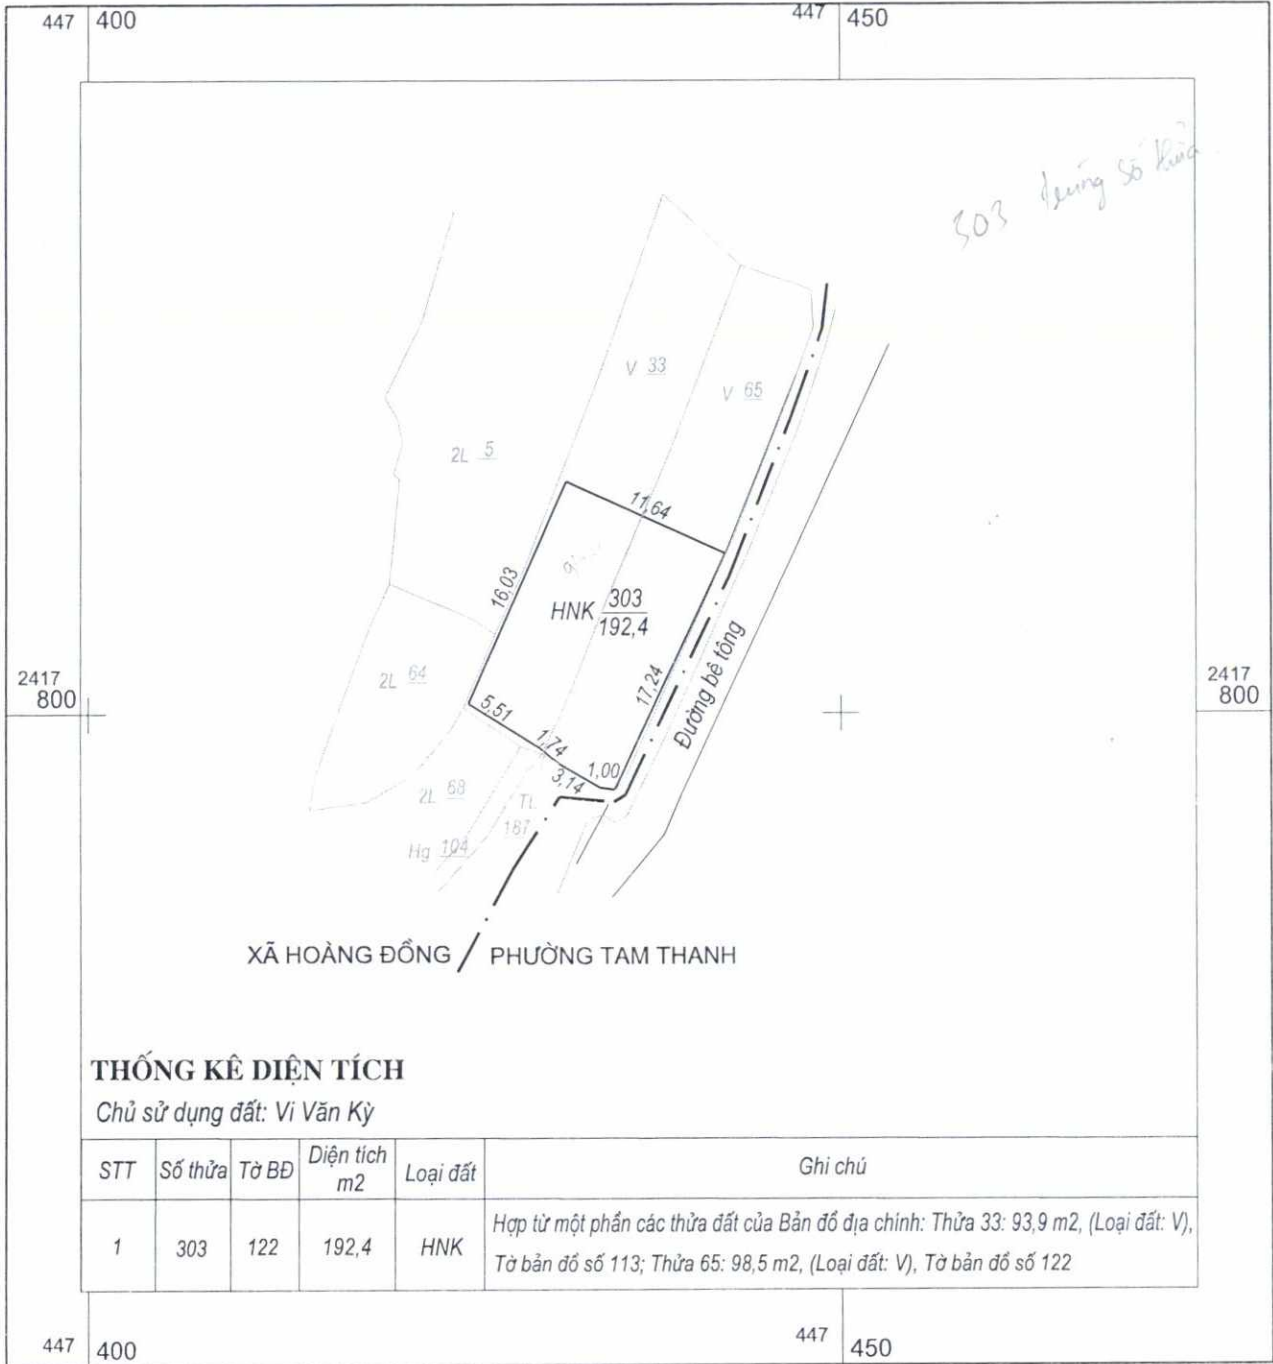 447 400
447 450
303 trùng số thửa
V 33
V 65
2L 5
11,64
16,03
HNK 303
192,4
2L 64
17,24
Đường bê tông
2417
800
2417
800
5,51
1,74
1,00
3,14
2L 68
TL
187
Hg 104
XÃ HOÀNG ĐỒNG / PHƯỜNG TAM THANH
THỐNG KÊ DIỆN TÍCH
Chủ sử dụng đất: Vi Văn Kỳ
STT Số thửa Tờ BĐ Diện tích m2 Loại đất Ghi chú
1 303 122 192,4 HNK Hợp từ một phần các thửa đất của Bản đồ địa chính: Thửa 33: 93,9 m2, (Loại đất: V),
Tờ bản đồ số 113; Thửa 65: 98,5 m2, (Loại đất: V), Tờ bản đồ số 122
447 400
447 450